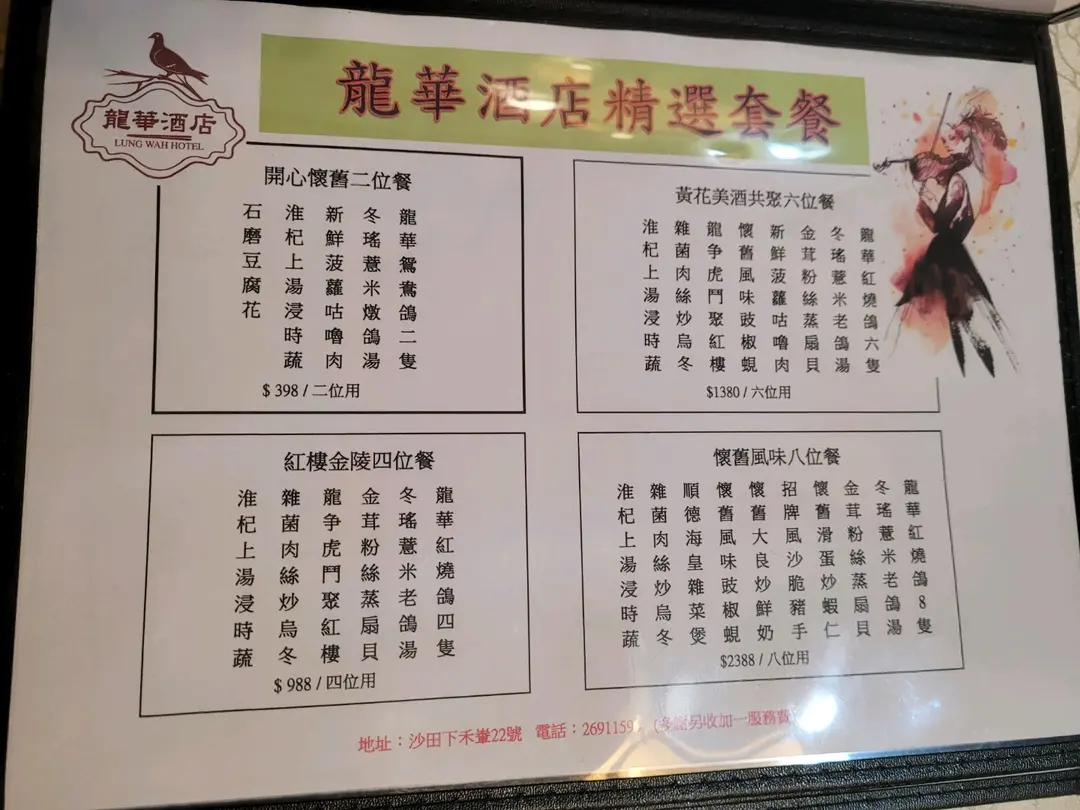 龍華酒店
LUNG WAH HOTEL
龍華酒店精選套餐
開心懷舊二位餐
龍華鴛鴦鴿二隻
冬瑤薏米燉鴿湯
新鮮菠蘿咕嚕肉
淮杞上湯浸時蔬
石磨豆腐花
$ 398 / 二位用
黃花美酒共聚六位餐
龍華紅燒鴿六隻
冬瑤薏米老鴿湯
金茸粉絲蒸扇貝
新鮮菠蘿咕嚕肉
懷舊風味豉椒蜆
龍争虎鬥聚紅樓
雜菌肉絲炒烏冬
淮杞上湯浸時蔬
$1380 / 六位用
紅樓金陵四位餐
龍華紅燒鴿四隻
冬瑤薏米老鴿湯
金茸粉絲蒸扇貝
龍争虎鬥聚紅樓
雜菌肉絲炒烏冬
淮杞上湯浸時蔬
$ 988 / 四位用
懷舊風味八位餐
龍華紅燒鴿8隻
冬瑤薏米老鴿湯
金茸粉絲蒸扇貝
懷舊滑蛋炒蝦仁
招牌風沙脆豬手
懷舊大良炒鮮奶
懷舊風味豉椒蜆
順德海皇雜菜煲
雜菌肉絲炒烏冬
淮杞上湯浸時蔬
$2388 / 八位用
地址：沙田下禾輋22號 電話：2691159 另收加一服務費